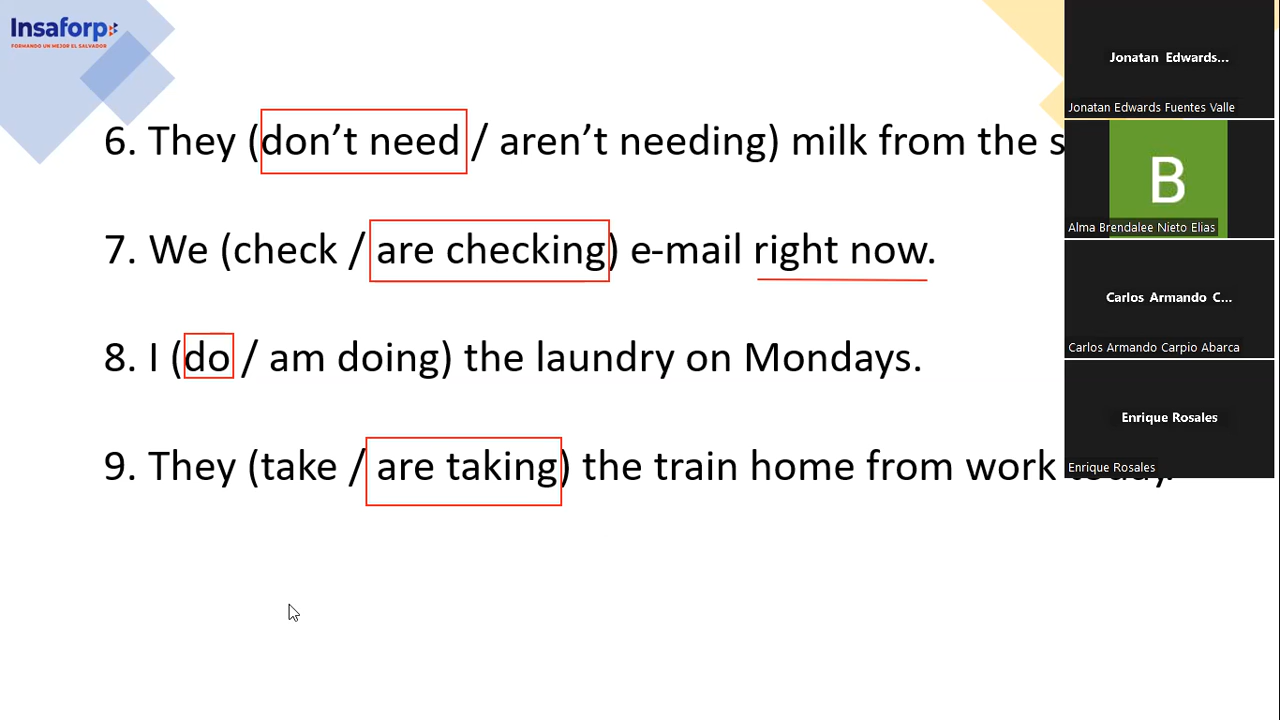 Insaforp
FORMANDO UN MEJOR EL SALVADOR
6. They (don’t need / aren’t needing) milk from the s
7. We (check / are checking) e-mail right now.
8. I (do / am doing) the laundry on Mondays.
9. They (take / are taking) the train home from work today.
Jonatan Edwards...
Jonatan Edwards Fuentes Valle
B
Alma Brendalee Nieto Elias
Carlos Armando C...
Carlos Armando Carpio Abarca
Enrique Rosales
Enrique Rosales